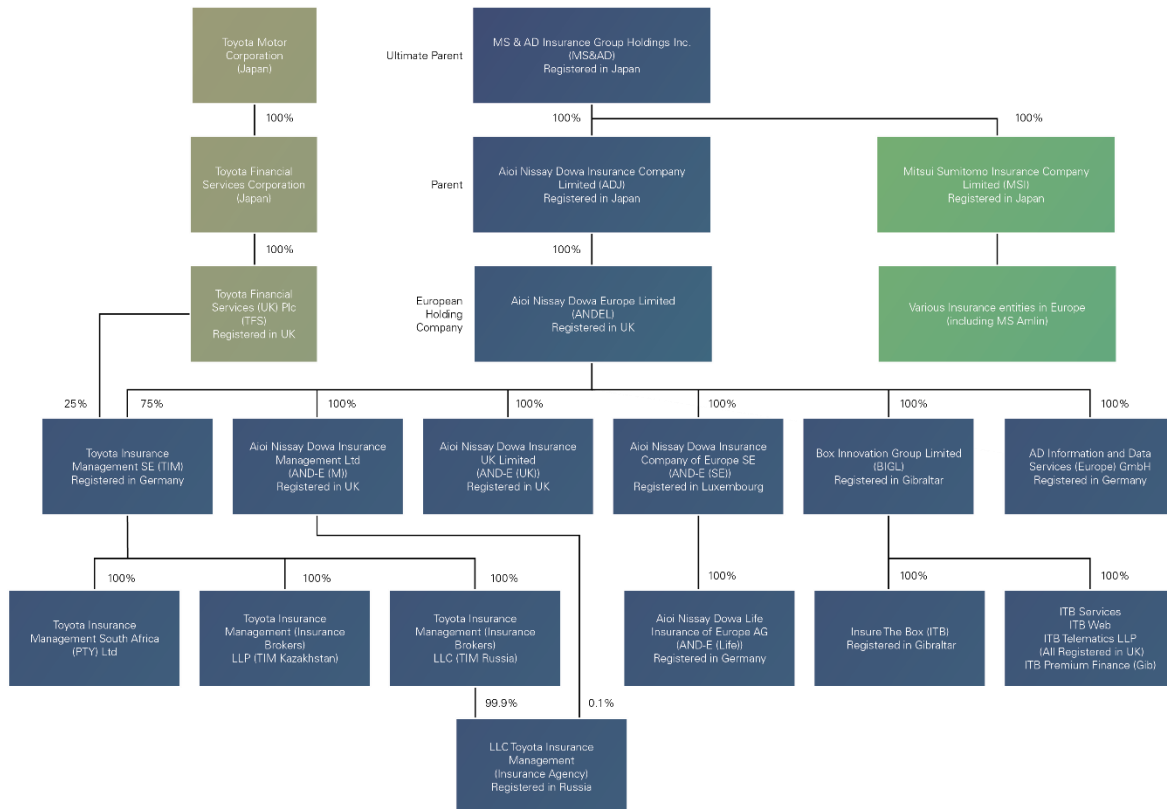 Toyota Motor
Corporation
(Japan)
Ultimate Parent
MS & AD Insurance Group Holdings Inc.
(MS&AD)
Registered in Japan
100%
100%
100%
Toyota Financial
Services Corporation
(Japan)
Parent
Aioi Nissay Dowa Insurance Company
Limited (ADJ)
Registered in Japan
Mitsui Sumitomo Insurance Company
Limited (MSI)
Registered in Japan
100%
100%
Toyota Financial
Services (UK) Plc
(TFS)
Registered in UK
European
Holding
Company
Aioi Nissay Dowa Europe Limited
(ANDEL)
Registered in UK
Various Insurance entities in Europe
(including MS Amlin)
25%
75%
100%
100%
100%
100%
100%
Toyota Insurance
Management SE (TIM)
Registered in Germany
Aioi Nissay Dowa Insurance
Management Ltd
(AND-E (M))
Registered in UK
Aioi Nissay Dowa Insurance
UK Limited
(AND-E (UK))
Registered in UK
Aioi Nissay Dowa Insurance
Company of Europe SE
(AND-E (SE))
Registered in Luxembourg
Box Innovation Group Limited
(BIGL)
Registered in Gibraltar
AD Information and Data
Services (Europe) GmbH
Registered in Germany
100%
100%
100%
100%
100%
100%
Toyota Insurance
Management South Africa
(PTY) Ltd
Toyota Insurance
Management (Insurance
Brokers)
LLP (TIM Kazakhstan)
Toyota Insurance
Management (Insurance
Brokers)
LLC (TIM Russia)
Aioi Nissay Dowa Life
Insurance of Europe AG
(AND-E (Life))
Registered in Germany
Insure The Box (ITB)
Registered in Gibraltar
ITB Services
ITB Web
ITB Telematics LLP
(All Registered in UK)
ITB Premium Finance (Gib)
99.9%
0.1%
LLC Toyota Insurance
Management
(Insurance Agency)
Registered in Russia